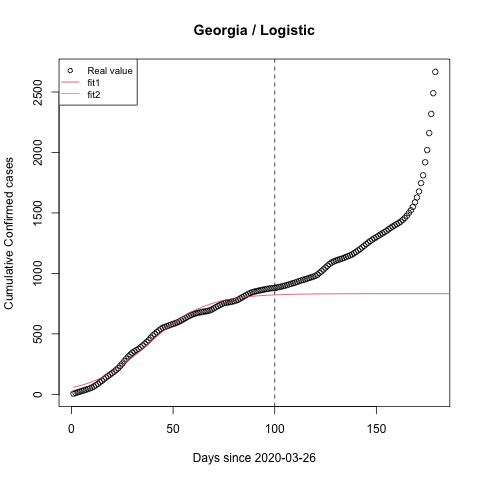 Georgia / Logistic
Real value
fit1
fit2
Cumulative Confirmed cases
2500
2000
1500
1000
500
0
0 50 100 150
Days since 2020-03-26